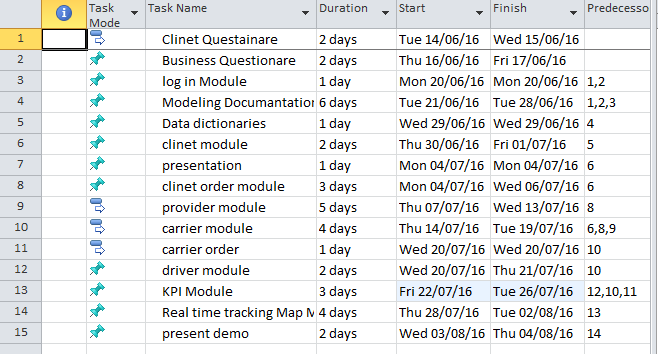 Task Mode Task Name Duration Start Finish Predecesso
1 Clinet Questainare 2 days Tue 14/06/16 Wed 15/06/16
2 Business Questionare 2 days Thu 16/06/16 Fri 17/06/16
3 log in Module 1 day Mon 20/06/16 Mon 20/06/16 1,2
4 Modeling Documantation 6 days Tue 21/06/16 Tue 28/06/16 1,2,3
5 Data dictionaries 1 day Wed 29/06/16 Wed 29/06/16 4
6 clinet module 2 days Thu 30/06/16 Fri 01/07/16 5
7 presentation 1 day Mon 04/07/16 Mon 04/07/16 6
8 clinet order module 3 days Mon 04/07/16 Wed 06/07/16 6
9 provider module 5 days Thu 07/07/16 Wed 13/07/16 8
10 carrier module 4 days Thu 14/07/16 Tue 19/07/16 6,8,9
11 carrier order 1 day Wed 20/07/16 Wed 20/07/16 10
12 driver module 2 days Wed 20/07/16 Thu 21/07/16 10
13 KPI Module 3 days Fri 22/07/16 Tue 26/07/16 12,10,11
14 Real time tracking Map M 4 days Thu 28/07/16 Tue 02/08/16 13
15 present demo 2 days Wed 03/08/16 Thu 04/08/16 14